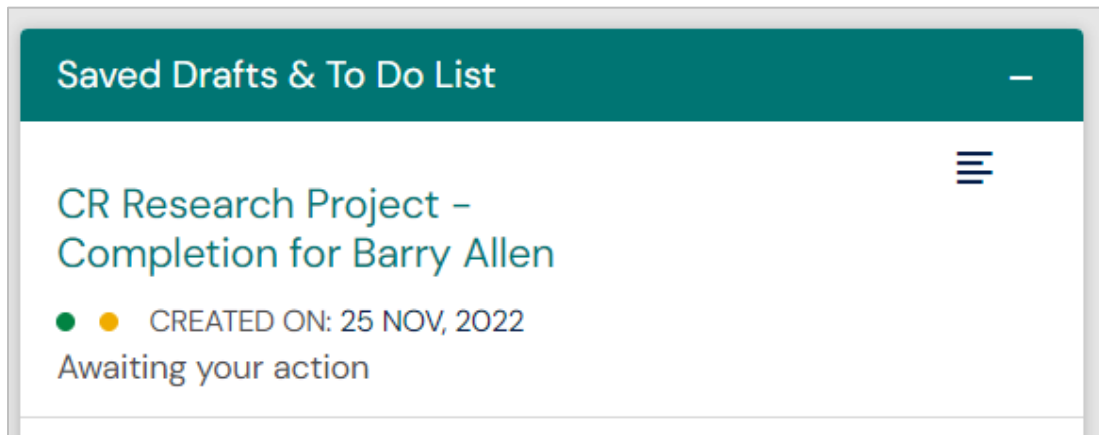 Saved Drafts & To Do List
CR Research Project -
Completion for Barry Allen
CREATED ON: 25 NOV, 2022
Awaiting your action